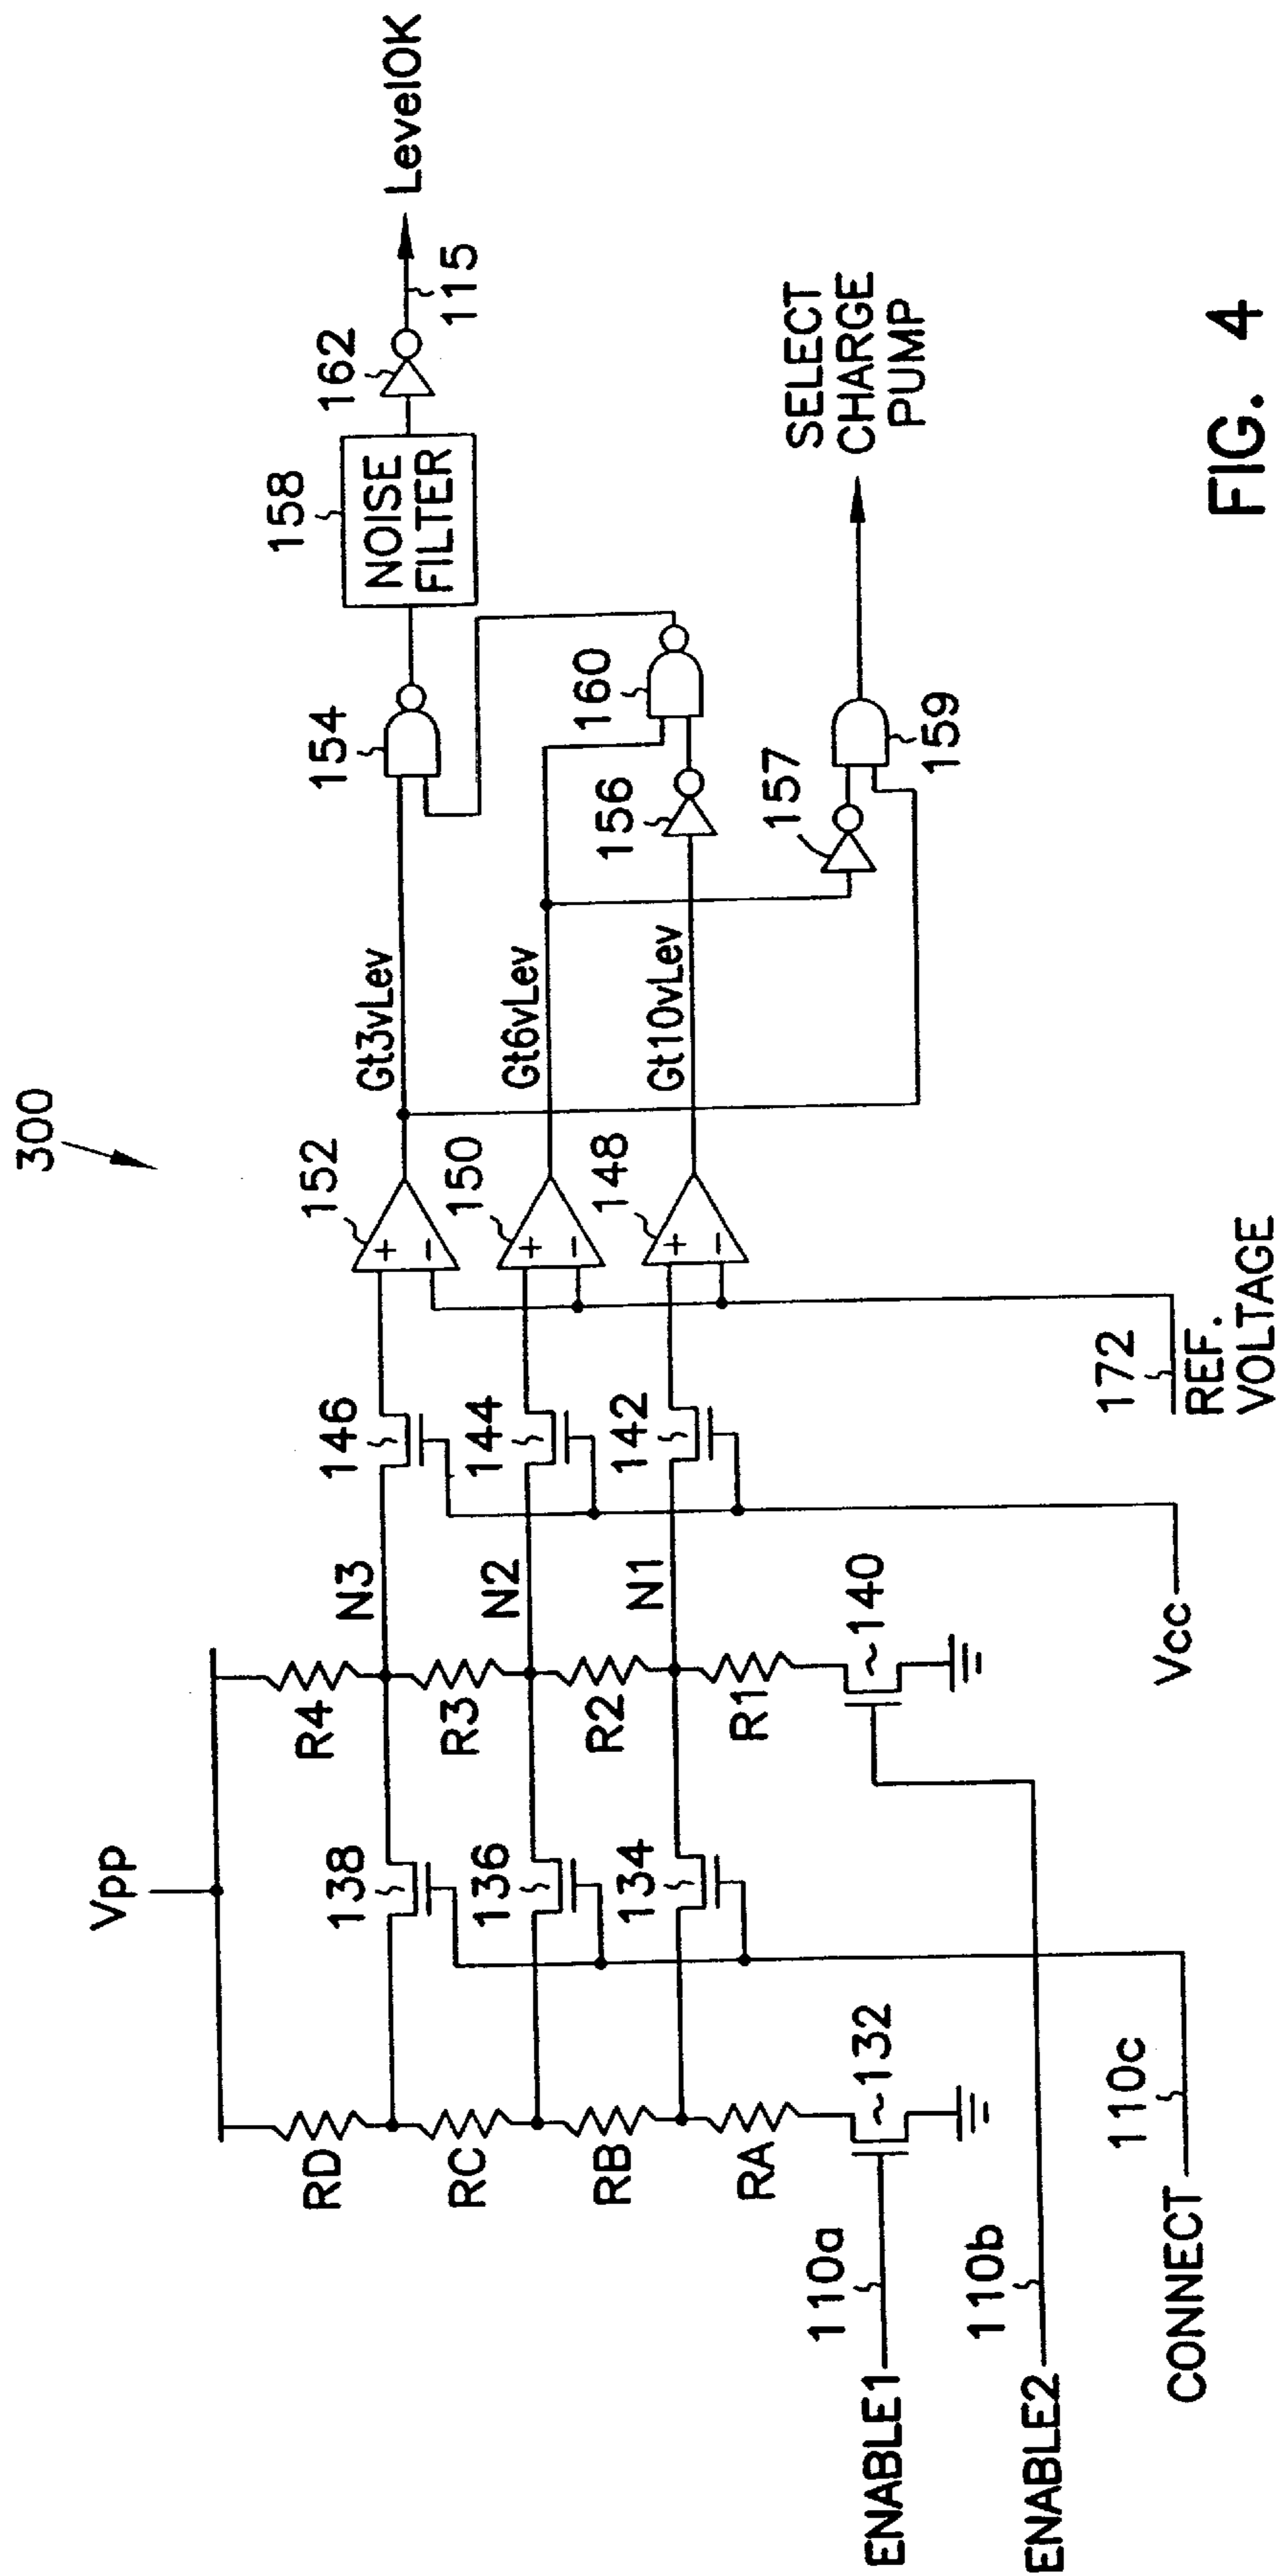 300
Vpp
RD
RC
RB
RA
138
136
134
132
R4
R3
R2
R1
140
N3
N2
N1
146
144
142
152
150
148
Gt3vLev
Gt6vLev
Gt10vLev
154
160
156
157
159
158
NOISE
FILTER
162
115
LevelOK
SELECT
CHARGE
PUMP
+
−
+
−
+
−
110a
ENABLE1
110b
ENABLE2
110c
CONNECT
Vcc
172
REF.
VOLTAGE
FIG. 4